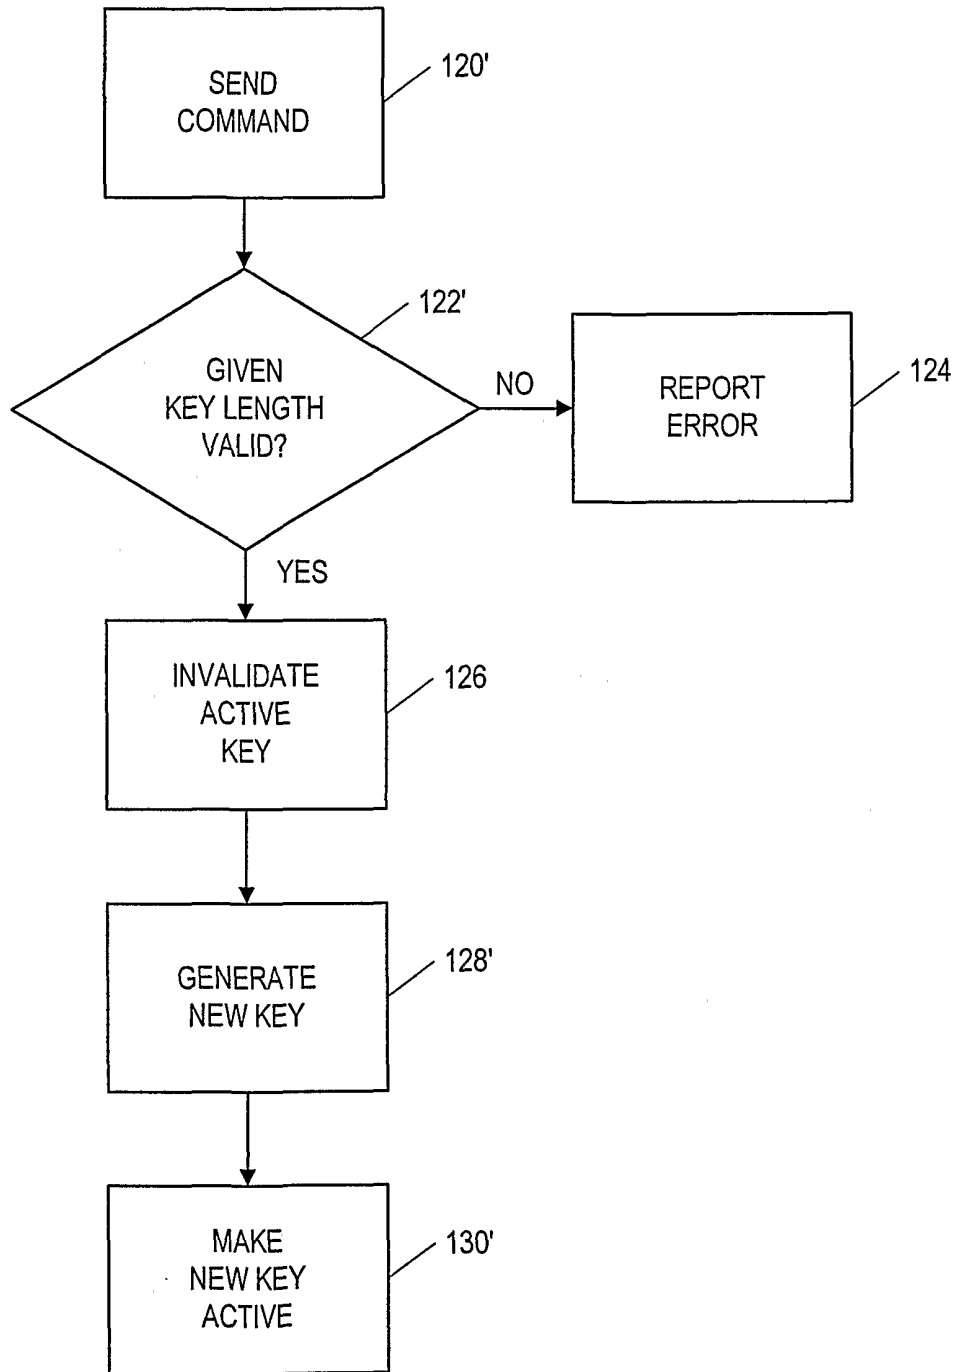 SEND
COMMAND
120'
GIVEN
KEY LENGTH
VALID?
122'
NO
REPORT
ERROR
124
YES
INVALIDATE
ACTIVE
KEY
126
GENERATE
NEW KEY
128'
MAKE
NEW KEY
ACTIVE
130'